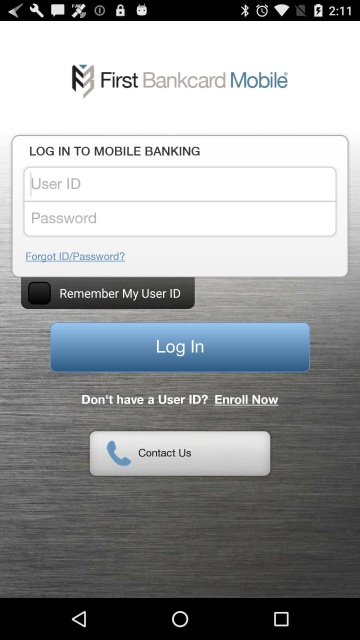 2:11
First Bankcard Mobile®
LOG IN TO MOBILE BANKING
User ID
Password
Forgot ID/Password?
Remember My User ID
Log In
Don't have a User ID? Enroll Now
Contact Us